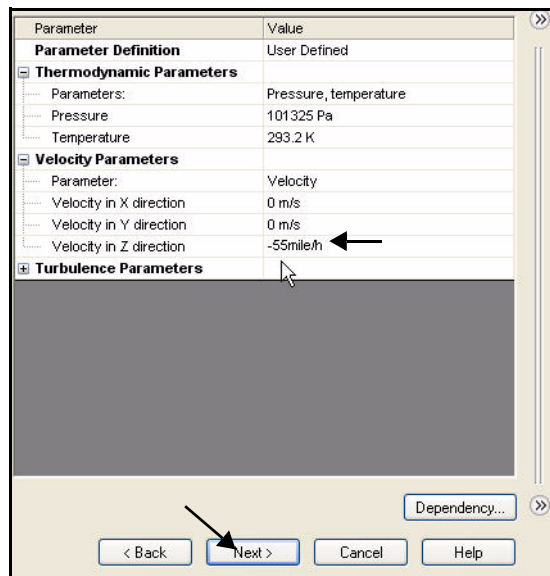 Parameter Value
Parameter Definition User Defined
Thermodynamic Parameters
Parameters: Pressure, temperature
Pressure 101325 Pa
Temperature 293.2 K
Velocity Parameters
Parameter: Velocity
Velocity in X direction 0 m/s
Velocity in Y direction 0 m/s
Velocity in Z direction -55mile/h
Turbulence Parameters
Dependency...
< Back Next > Cancel Help